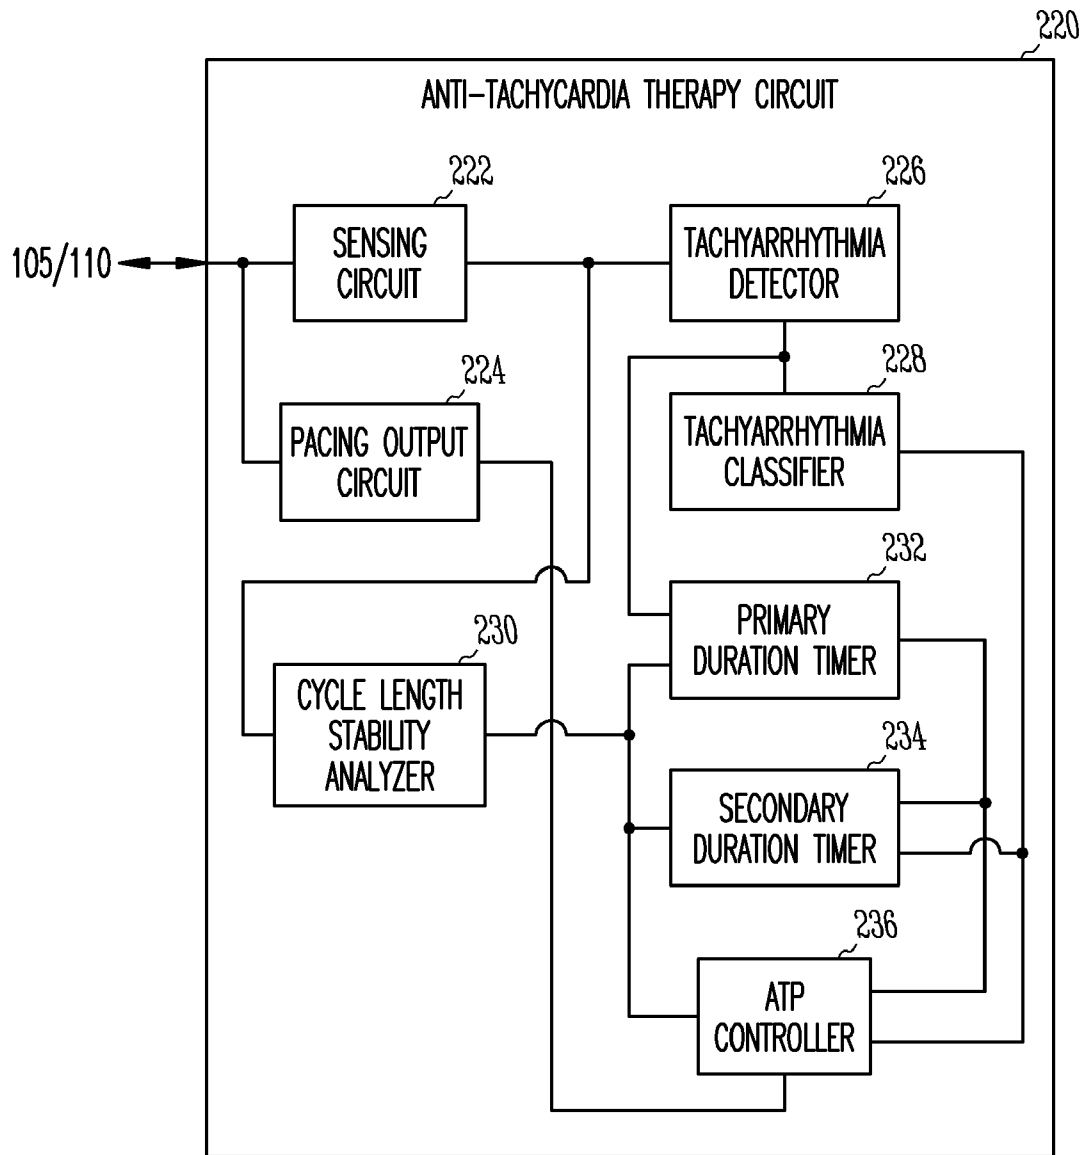 220
ANTI-TACHYCARDIA THERAPY CIRCUIT
222
SENSING
CIRCUIT
226
TACHYARRHYTHMIA
DETECTOR
105/110
224
PACING OUTPUT
CIRCUIT
228
TACHYARRHYTHMIA
CLASSIFIER
232
PRIMARY
DURATION TIMER
230
CYCLE LENGTH
STABILITY
ANALYZER
234
SECONDARY
DURATION TIMER
236
ATP
CONTROLLER